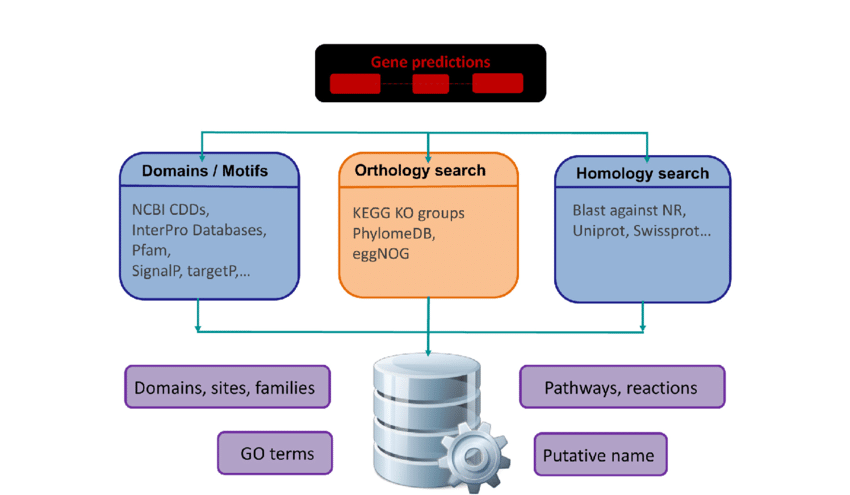 Gene predictions
Domains / Motifs
NCBI CDDs,
InterPro Databases,
Pfam,
SignalP, targetP,...
Orthology search
KEGG KO groups
PhylomeDB,
eggNOG
Homology search
Blast against NR,
Uniprot, Swissprot...
Domains, sites, families
Pathways, reactions
GO terms
Putative name